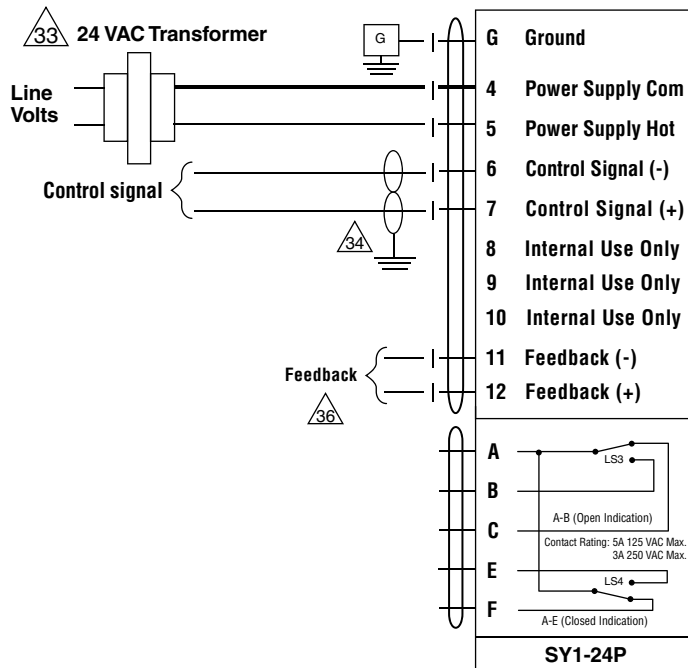 33 24 VAC Transformer
Line
Volts
G
G Ground
4 Power Supply Com
5 Power Supply Hot
Control signal
6 Control Signal (-)
7 Control Signal (+)
34
8 Internal Use Only
9 Internal Use Only
10 Internal Use Only
Feedback
36
11 Feedback (-)
12 Feedback (+)
A
LS3
B
A-B (Open Indication)
C
Contact Rating: 5A 125 VAC Max.
3A 250 VAC Max.
E
LS4
F
A-E (Closed Indication)
SY1-24P